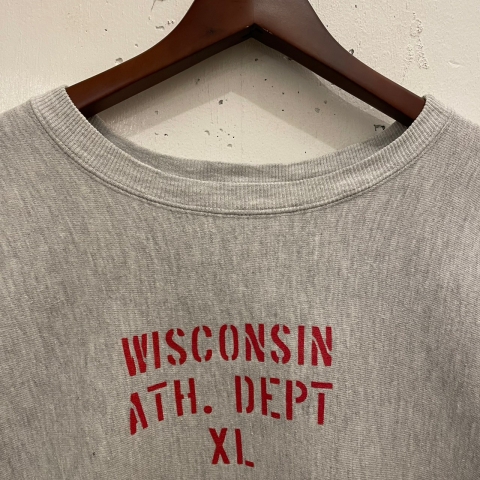 WISCONSIN
ATH. DEPT
XL